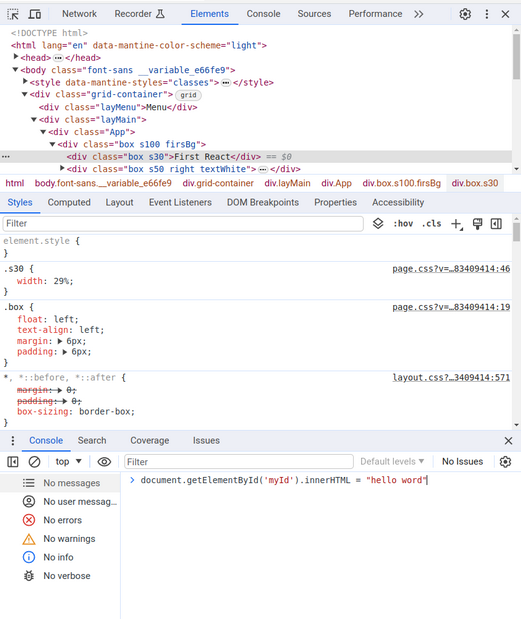 Network Recorder Elements Console Sources Performance
<!DOCTYPE html>
<html lang="en" data-mantine-color-scheme="light">
<head> </head>
<body class="font-sans __variable_e66fe9">
<style data-mantine-styles="classes"> </style>
<div class="grid-container"> grid
<div class="layMenu">Menu</div>
<div class="layMain">
<div class="App">
<div class="box s100 firsBg">
... <div class="box s30">First React</div> == $0
<div class="box s50 right textWhite"> </div>
html body.font-sans.__variable_e66fe9 div.grid-container div.layMain div.App div.box.s100.firsBg div.box.s30
Styles Computed Layout Event Listeners DOM Breakpoints Properties Accessibility
Filter :hov .cls
element.style {
}
.s30 { page.css?v=…83409414:46
width: 29%;
}
.box { page.css?v=…83409414:19
float: left;
text-align: left;
margin: 6px;
padding: 6px;
}
*, *::before, *::after { layout.css?…3409414:571
margin: 0;
padding: 0;
box-sizing: border-box;
}
Console Search Coverage Issues
top Filter Default levels No Issues
No messages
No user messag...
No errors
No warnings
No info
No verbose
> document.getElementById('myId').innerHTML = "hello word"